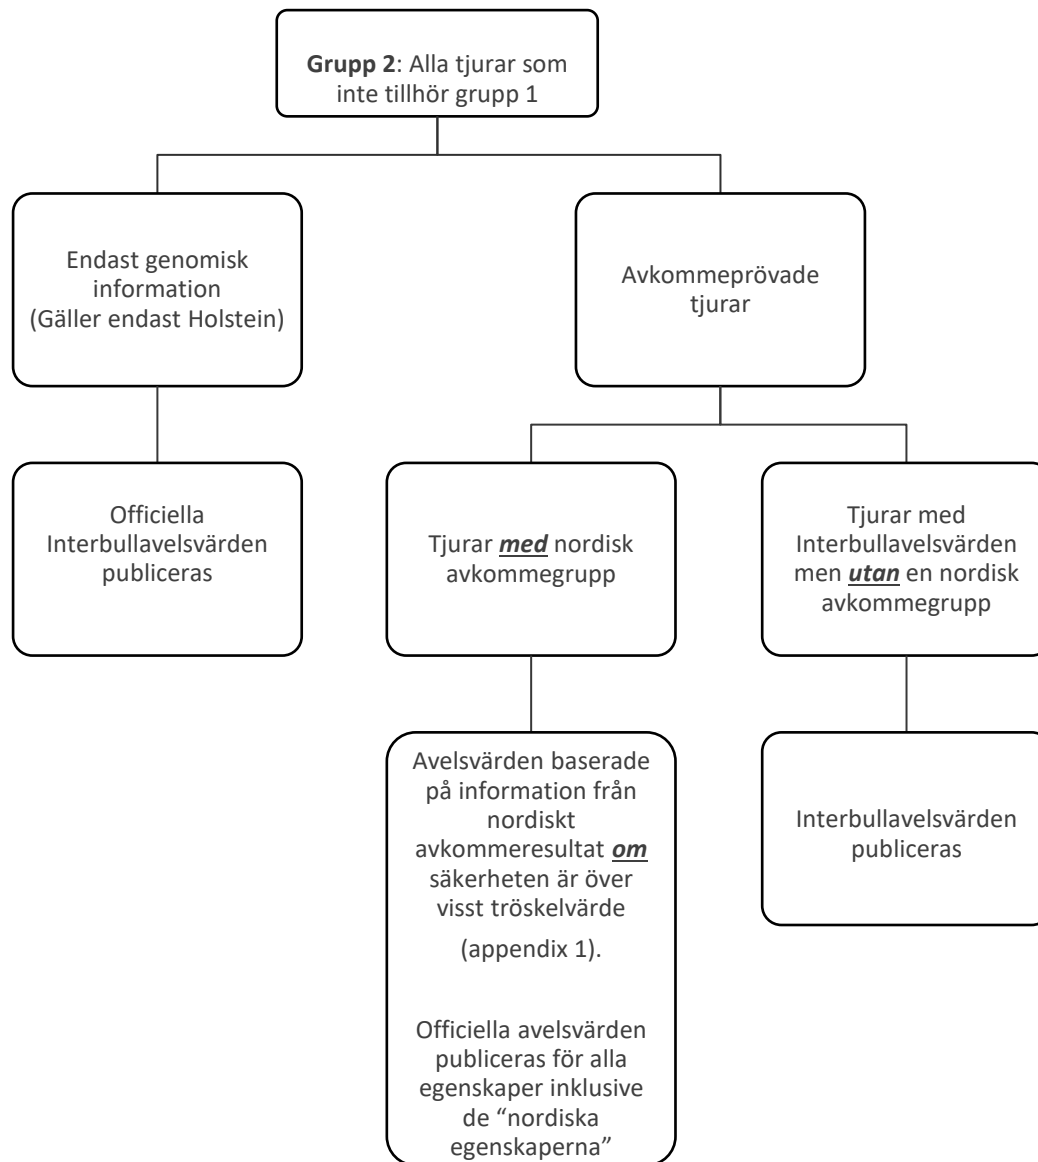 Grupp 2: Alla tjurar som
inte tillhör grupp 1
Endast genomisk
information
(Gäller endast Holstein)
Avkommeprövade
tjurar
Officiella
Interbullavelsvärden
publiceras
Tjurar med nordisk
avkommegrupp
Tjurar med
Interbullavelsvärden
men utan en nordisk
avkommegrupp
Avelsvärden baserade
på information från
nordiskt
avkommeresultat om
säkerheten är över
visst tröskelvärde
(appendix 1).
Officiella avelsvärden
publiceras för alla
egenskaper inklusive
de “nordiska
egenskaperna”
Interbullavelsvärden
publiceras